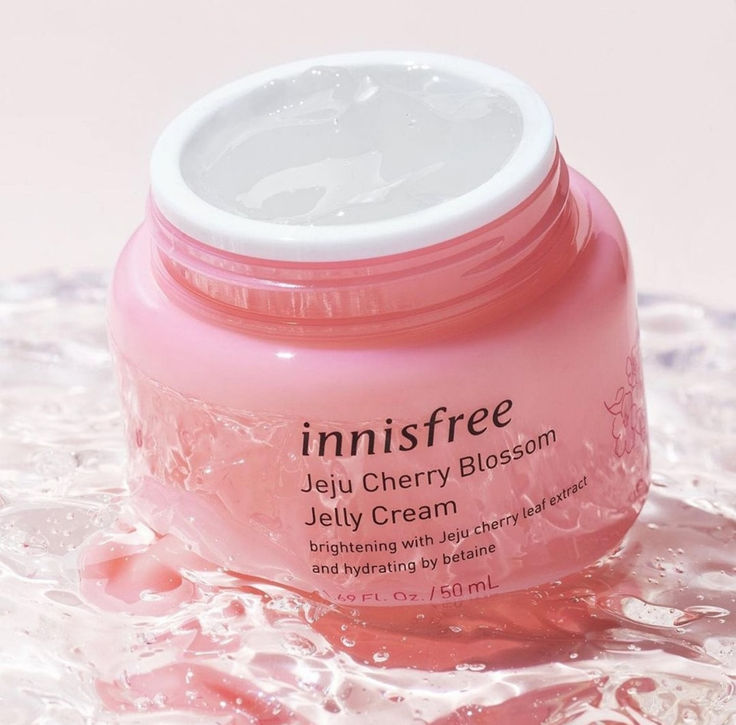 innisfree
Jeju Cherry Blossom
Jelly Cream
brightening with Jeju cherry leaf extract
and hydrating by betaine
1.69 FL. Oz. / 50 mL